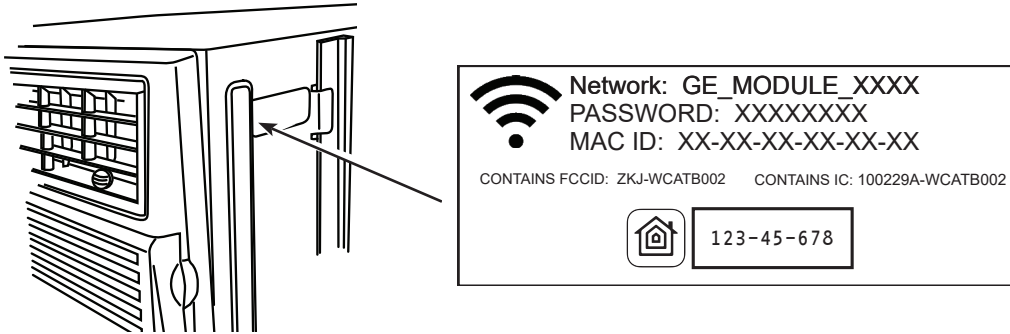 Network: GE_MODULE_XXXX
PASSWORD: XXXXXXXX
MAC ID: XX-XX-XX-XX-XX-XX
CONTAINS FCCID: ZKJ-WCATB002 CONTAINS IC: 100229A-WCATB002
123-45-678